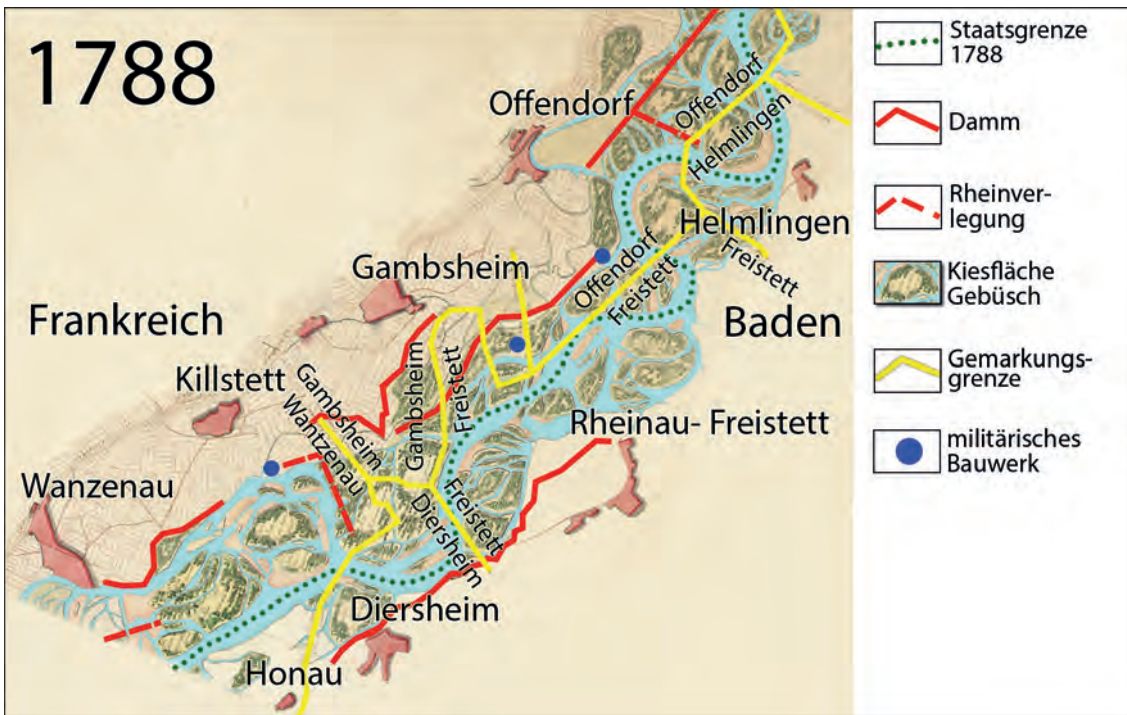 1788
Offendorf
Offendorf
Helmlingen
Helmlingen
Freistett
Gambsheim
Offendorf
Freistett
Frankreich
Baden
Killstett
Gambsheim
Wantzenau
Gambsheim
Freistett
Rheinau- Freistett
Wanzenau
Freistett
Diersheim
Diersheim
Honau
Staatsgrenze
1788
Damm
Rheinver-
legung
Kiesfläche
Gebüsch
Gemarkungs-
grenze
militärisches
Bauwerk